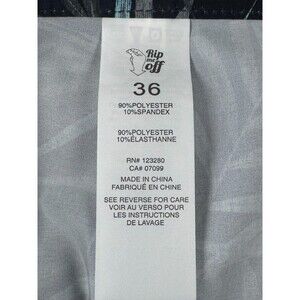 Rip
me
off
36
90%POLYESTER
10%SPANDEX
90%POLYESTER
10%ÉLASTHANNE
RN# 123280
CA# 07099
MADE IN CHINA
FABRIQUÉ EN CHINE
SEE REVERSE FOR CARE
VOIR AU VERSO POUR
LES INSTRUCTIONS
DE LAVAGE